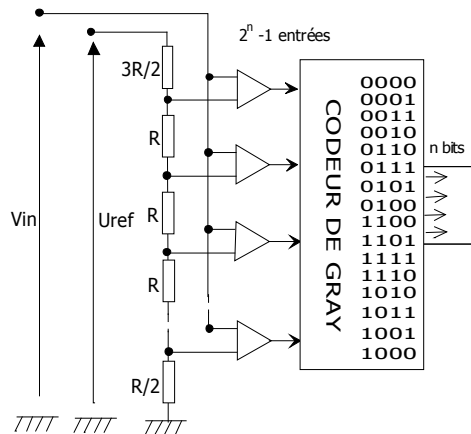 2ⁿ -1 entrées
3R/2
R
R
R
R/2
Vin
Uref
CODEUR DE GRAY
0000
0001
0011
0010
0110
0111
0101
0100
1100
1101
1111
1110
1010
1011
1001
1000
n bits